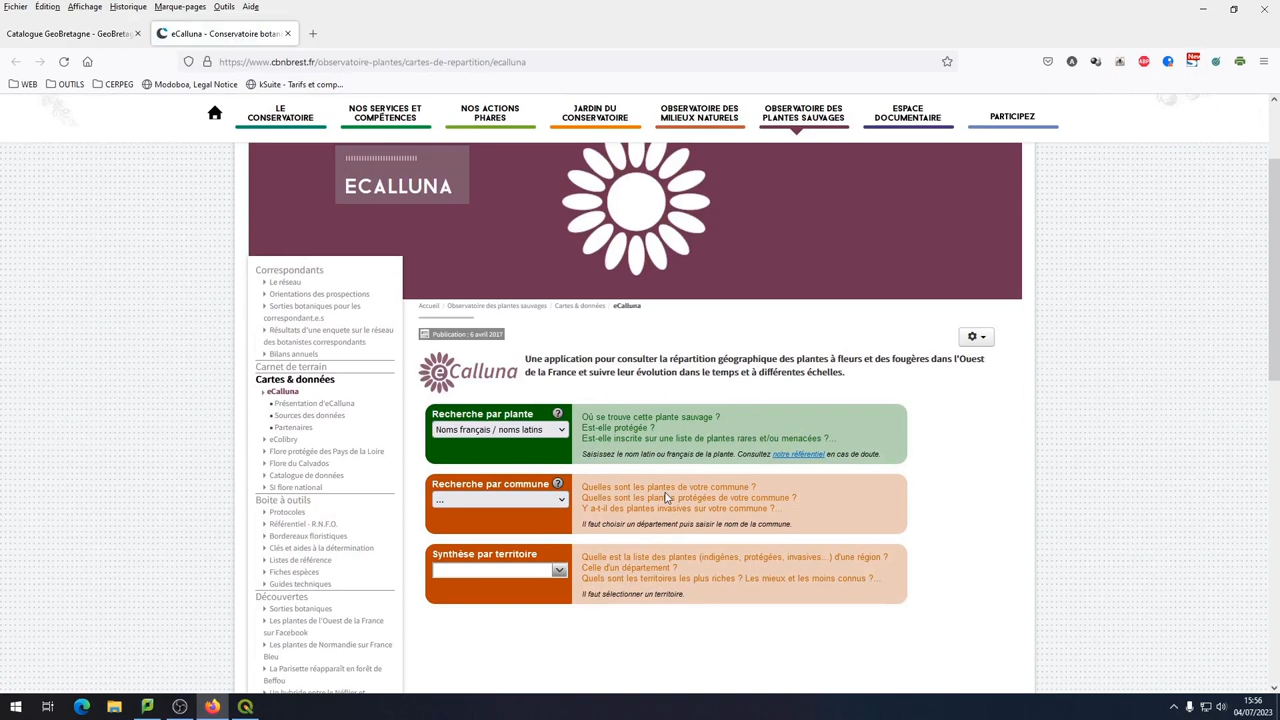 Fichier Édition Affichage Historique Marque-pages Outils Aide
Catalogue GeoBretagne - GeoBretag
eCalluna - Conservatoire botani
https://www.cbnbrest.fr/observatoire-plantes/cartes-de-repartition/ecalluna
New
ABP
WEB
OUTILS
CERPEG
Modoboa, Legal Notice
kSuite - Tarifs et comp...
LE
CONSERVATOIRE
NOS SERVICES ET
COMPÉTENCES
NOS ACTIONS
PHARES
JARDIN DU
CONSERVATOIRE
OBSERVATOIRE DES
MILIEUX NATURELS
OBSERVATOIRE DES
PLANTES SAUVAGES
ESPACE
DOCUMENTAIRE
PARTICIPEZ
ECALLUNA
Correspondants
Le réseau
Orientations des prospections
Sorties botaniques pour les
correspondant.e.s
Résultats d'une enquete sur le réseau
des botanistes correspondants
Bilans annuels
Carnet de terrain
Cartes & données
eCalluna
Présentation d'eCalluna
Sources des données
Partenaires
eColibry
Flore protégée des Pays de la Loire
Flore du Calvados
Catalogue de données
SI flore national
Boite à outils
Protocoles
Référentiel - R.N.F.O.
Bordereaux floristiques
Clés et aides à la détermination
Listes de référence
Fiches espèces
Guides techniques
Découvertes
Sorties botaniques
Les plantes de l'Ouest de la France
sur Facebook
Les plantes de Normandie sur France
Bleu
La Parisette réapparaît en forêt de
Beffou
Un hybride entre le Néflier et
Accueil / Observatoire des plantes sauvages / Cartes & données / eCalluna
Publication : 6 avril 2017
eCalluna
Une application pour consulter la répartition géographique des plantes à fleurs et des fougères dans l'Ouest
de la France et suivre leur évolution dans le temps et à différentes échelles.
Recherche par plante ?
Noms français / noms latins
Où se trouve cette plante sauvage ?
Est-elle protégée ?
Est-elle inscrite sur une liste de plantes rares et/ou menacées ?...
Saisissez le nom latin ou français de la plante. Consultez notre référentiel en cas de doute.
Recherche par commune ?
...
Quelles sont les plantes de votre commune ?
Quelles sont les plantes protégées de votre commune ?
Y a-t-il des plantes invasives sur votre commune ?...
Il faut choisir un département puis saisir le nom de la commune.
Synthèse par territoire
Quelle est la liste des plantes (indigènes, protégées, invasives...) d'une région ?
Celle d'un département ?
Quels sont les territoires les plus riches ? Les mieux et les moins connus ?...
Il faut sélectionner un territoire.
15:56
04/07/2023